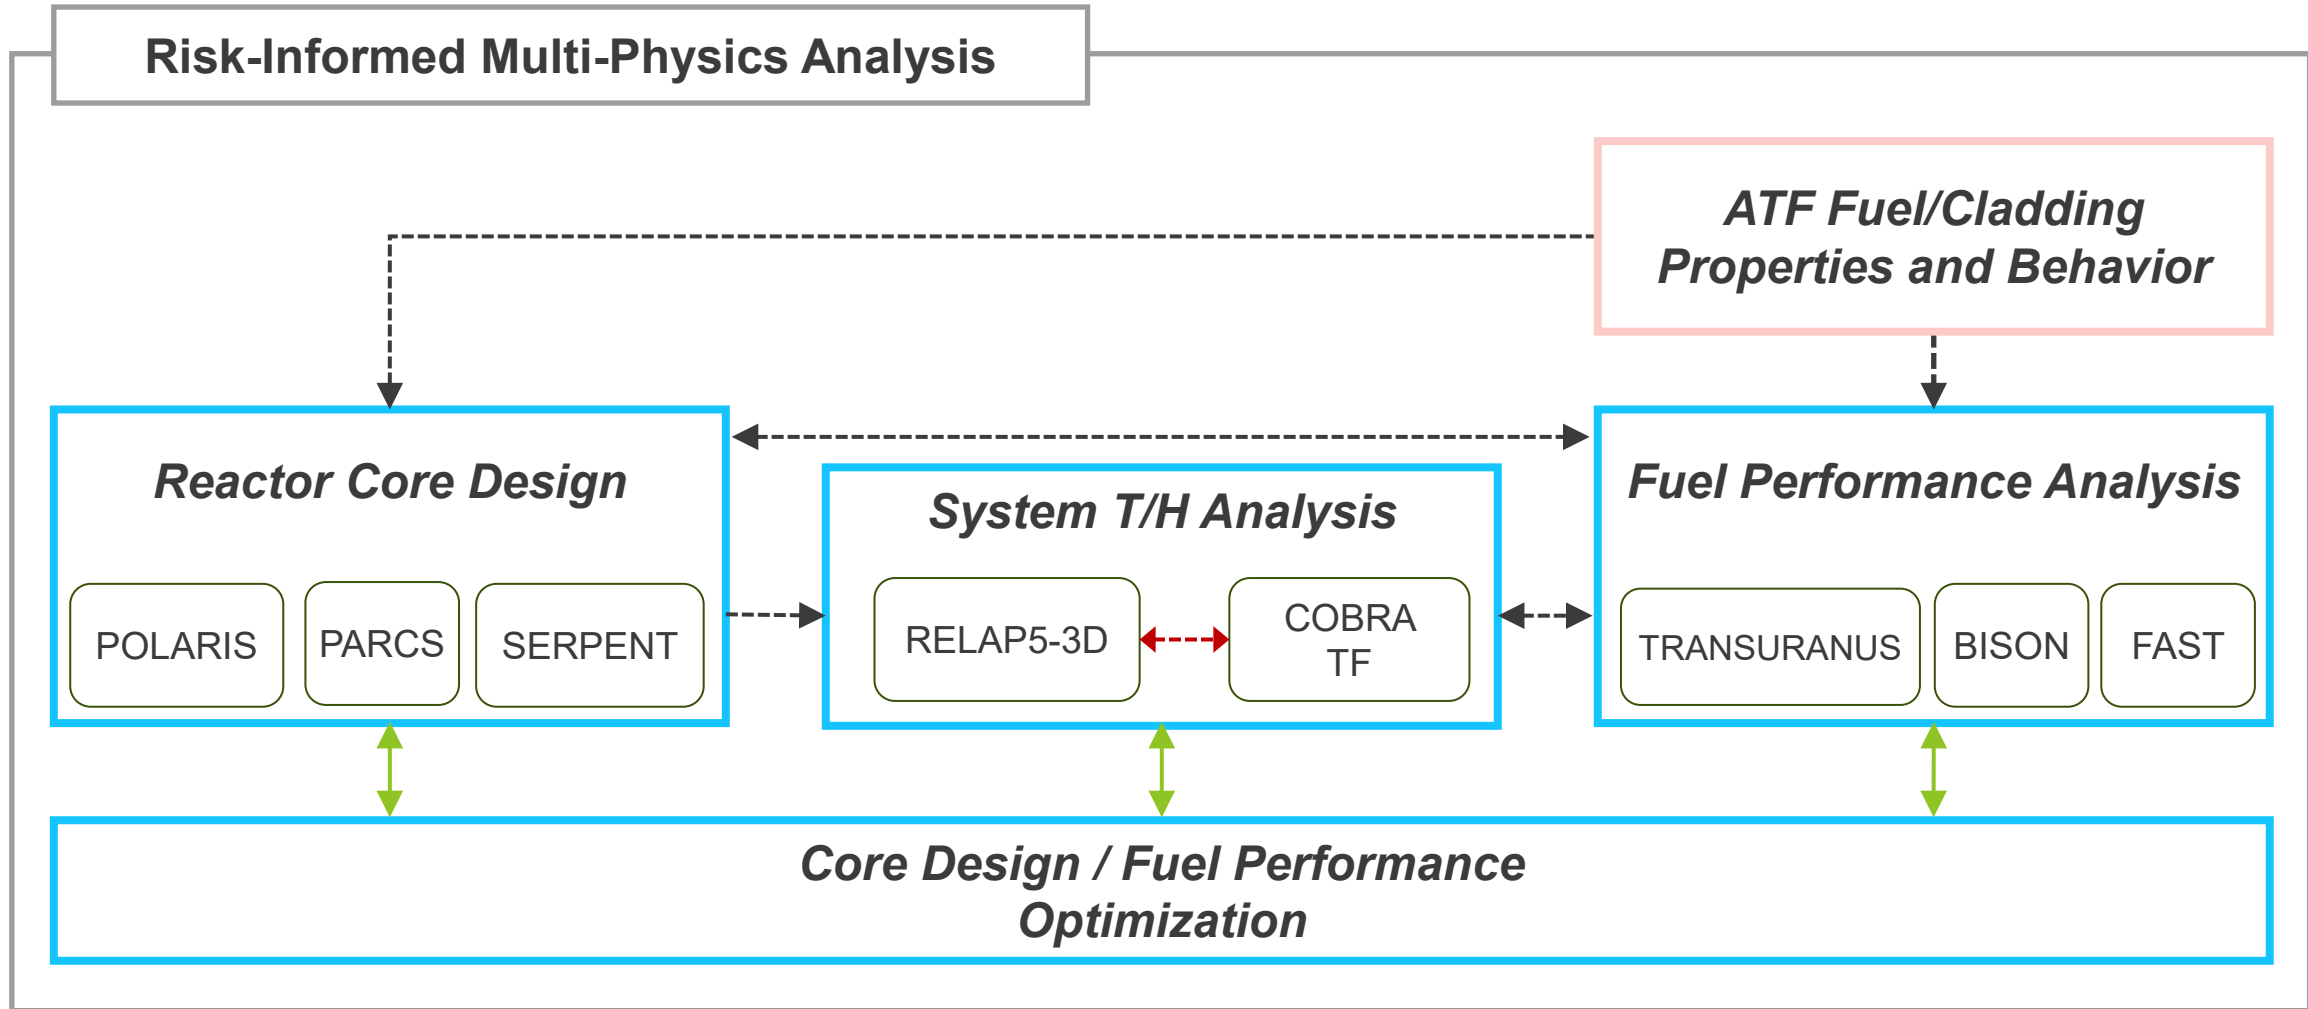 Risk-Informed Multi-Physics Analysis
ATF Fuel/Cladding
Properties and Behavior
Reactor Core Design
POLARIS
PARCS
SERPENT
System T/H Analysis
RELAP5-3D
COBRA
TF
Fuel Performance Analysis
TRANSURANUS
BISON
FAST
Core Design / Fuel Performance
Optimization